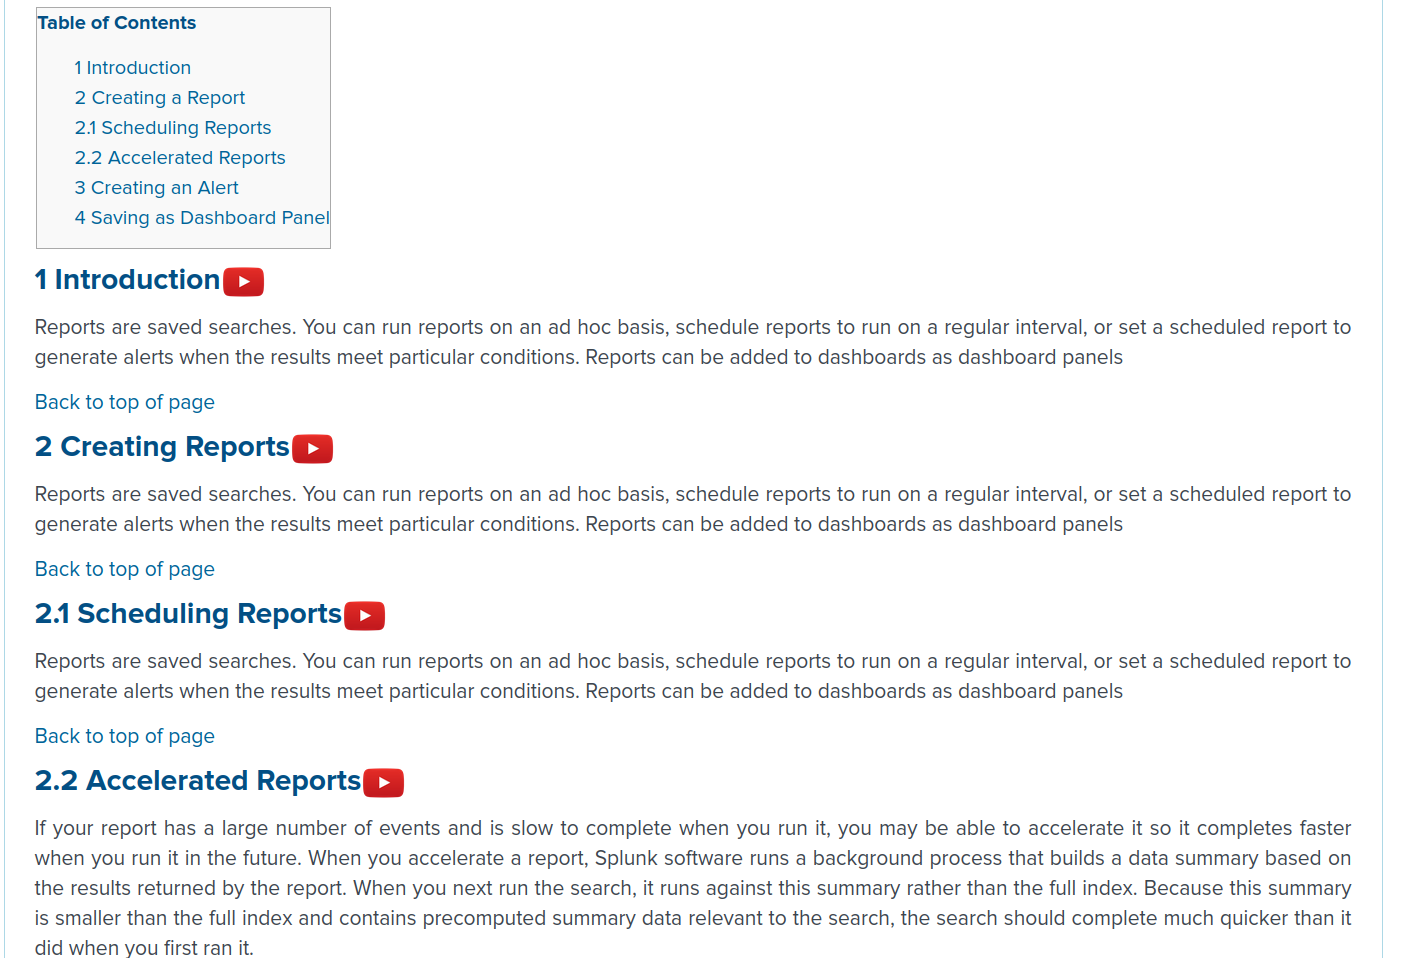 Table of Contents
1 Introduction
2 Creating a Report
2.1 Scheduling Reports
2.2 Accelerated Reports
3 Creating an Alert
4 Saving as Dashboard Panel
1 Introduction
Reports are saved searches. You can run reports on an ad hoc basis, schedule reports to run on a regular interval, or set a scheduled report to
generate alerts when the results meet particular conditions. Reports can be added to dashboards as dashboard panels
Back to top of page
2 Creating Reports
Reports are saved searches. You can run reports on an ad hoc basis, schedule reports to run on a regular interval, or set a scheduled report to
generate alerts when the results meet particular conditions. Reports can be added to dashboards as dashboard panels
Back to top of page
2.1 Scheduling Reports
Reports are saved searches. You can run reports on an ad hoc basis, schedule reports to run on a regular interval, or set a scheduled report to
generate alerts when the results meet particular conditions. Reports can be added to dashboards as dashboard panels
Back to top of page
2.2 Accelerated Reports
If your report has a large number of events and is slow to complete when you run it, you may be able to accelerate it so it completes faster
when you run it in the future. When you accelerate a report, Splunk software runs a background process that builds a data summary based on
the results returned by the report. When you next run the search, it runs against this summary rather than the full index. Because this summary
is smaller than the full index and contains precomputed summary data relevant to the search, the search should complete much quicker than it
did when you first ran it.